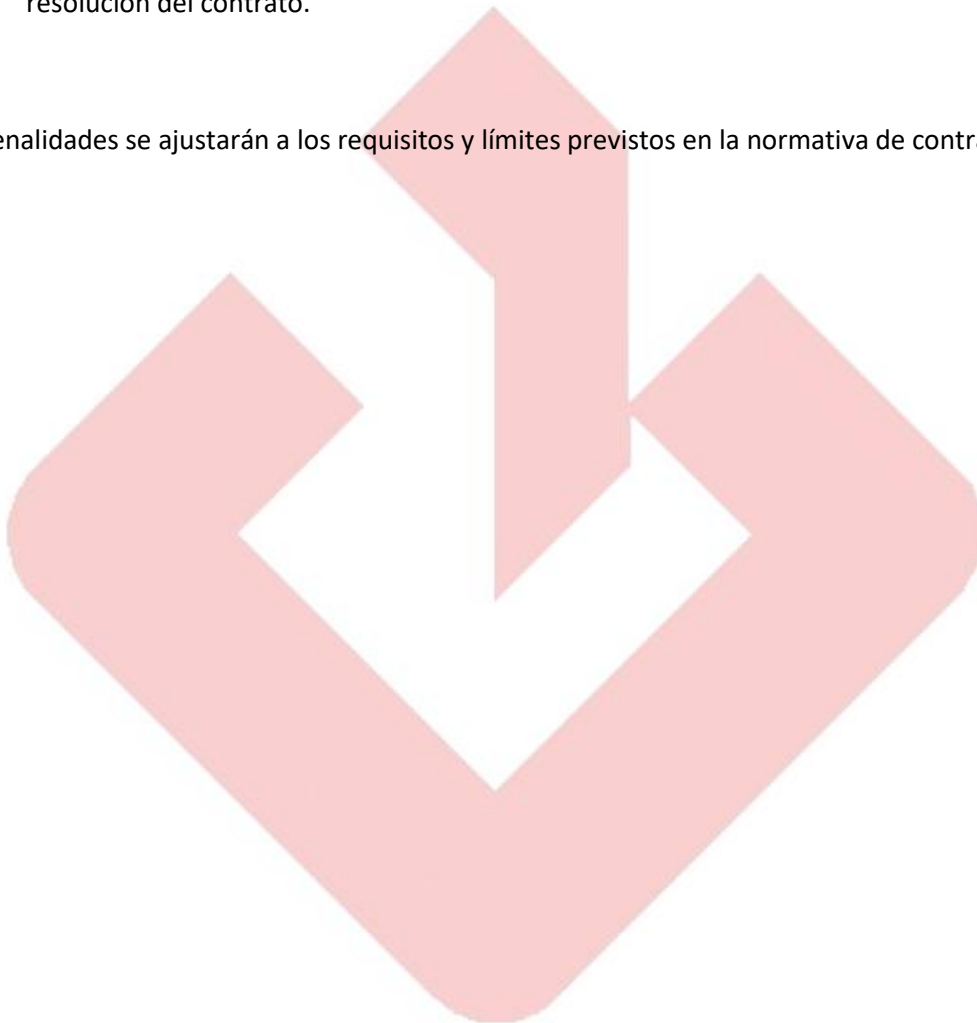 resolución del contrato.
enalidades se ajustarán a los requisitos y límites previstos en la normativa de contra